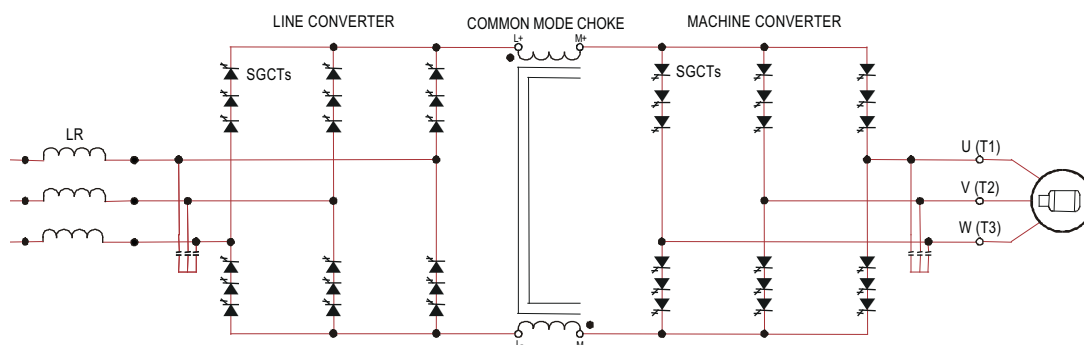 LINE CONVERTER
COMMON MODE CHOKE
MACHINE CONVERTER
L+
M+
SGCTs
SGCTs
LR
U (T1)
V (T2)
W (T3)